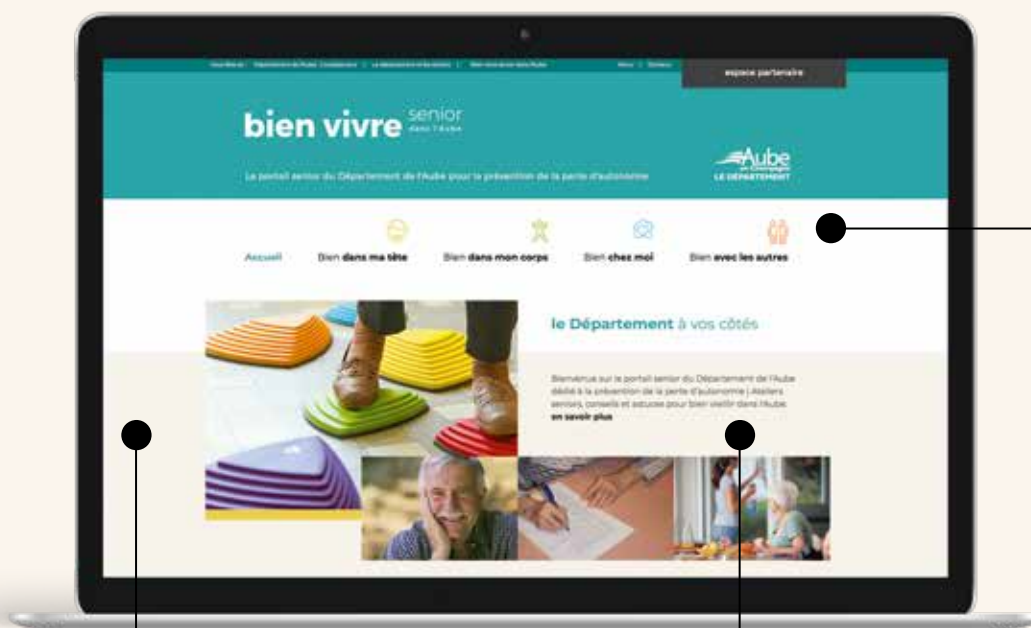 espace partenaire
bien vivre senior
dans l'Aube
Aube
en Champagne
LE DÉPARTEMENT
Le portail senior du Département de l'Aube pour la prévention de la perte d'autonomie
Accueil Bien dans ma tête Bien dans mon corps Bien chez moi Bien avec les autres
le Département à vos côtés
Bienvenue sur le portail senior du Département de l'Aube
dédié à la prévention de la perte d'autonomie ! Ateliers
seniors, conseils et astuces pour bien vieillir dans l'Aube.
en savoir plus